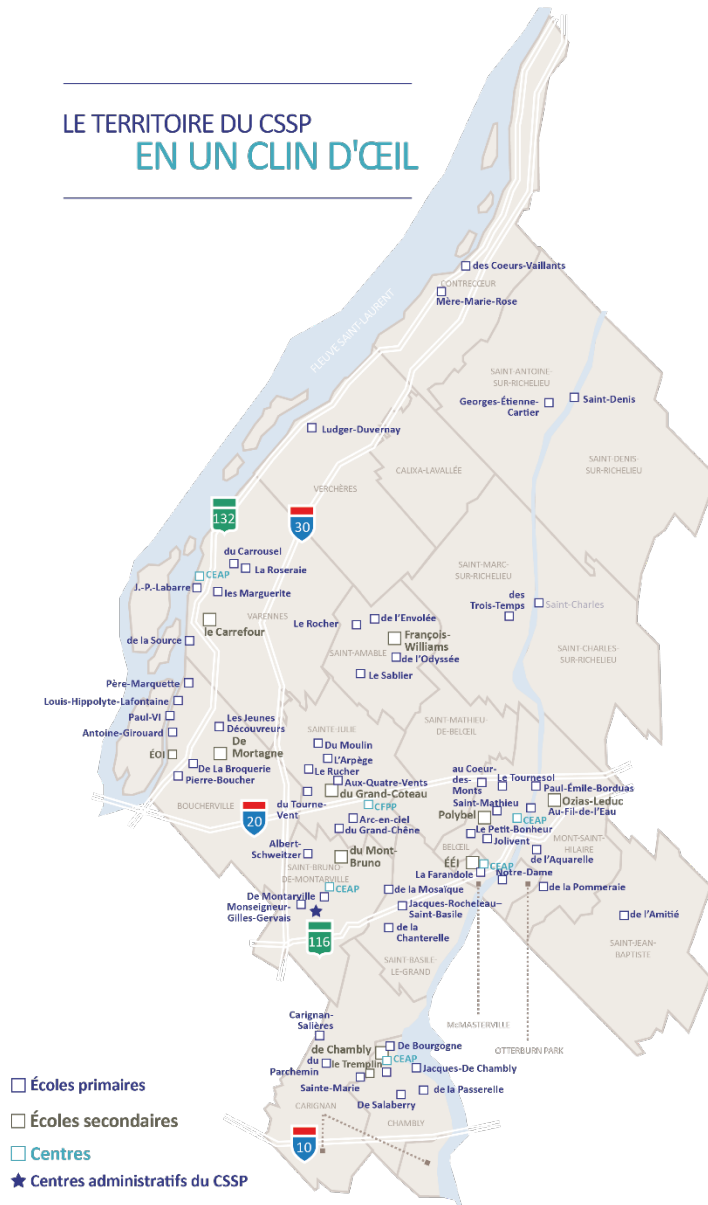 LE TERRITOIRE DU CSSP
EN UN CLIN D'ŒIL
des Coeurs-Vaillants
CONTRECŒUR
Mère-Marie-Rose
FLEUVE SAINT-LAURENT
SAINT-ANTOINE-
SUR-RICHELIEU
Georges-Étienne-
Cartier
Saint-Denis
Ludger-Duvernay
SAINT-DENIS
-SUR-RICHELIEU
CALIXA-LAVALLÉE
VERCHÈRES
132
30
du Carrousel
La Roseraie
CEAP
J.-P.-Labarre
les Marguerite
SAINT-MARC-
SUR-RICHELIEU
des
Trois-Temps
Saint-Charles
le Carrefour
VARENNES
Le Rocher
de l'Envolée
François-
Williams
SAINT-AMABLE
de l'Odyssée
Le Sablier
SAINT-CHARLES
-SUR-RICHELIEU
de la Source
Père-Marquette
Louis-Hippolyte-Lafontaine
Paul-VI
Antoine-Girouard
Les Jeunes
Découvreurs
De
Mortagne
ÉOI
De La Broquerie
Pierre-Boucher
BOUCHERVILLE
SAINTE-JULIE
Du Moulin
L'Arpège
Le Rucher
Aux-Quatre-Vents
du Grand-Côteau
du Tourne-
Vent
CFPP
Arc-en-ciel
du Grand-Chêne
SAINT-MATHIEU
-DE-BELŒIL
au Coeur-
des-
Monts
Le Tournesol
Paul-Émile-Borduas
Ozias-Leduc
Saint-Mathieu
Au-Fil-de-l'Eau
Polybel
CEAP
Le Petit-Bonheur
Jolivent
MONT-SAINT-
HILAIRE
BELŒIL
de l'Aquarelle
20
Albert-
Schweitzer
du Mont-
Bruno
SAINT-BRUNO
-DE-MONTARVILLE
CEAP
ÉÉI
CEAP
La Farandole
Notre-Dame
de la Pommeraie
De Montarville
Monseigneur-
Gilles-Gervais
de la Mosaïque
Jacques-Rocheleau–
Saint-Basile
de la
Chanterelle
de l'Amitié
116
SAINT-JEAN-
BAPTISTE
SAINT-BASILE-
LE-GRAND
McMASTERVILLE
OTTERBURN PARK
Carignan-
Salières
de Chambly
De Bourgogne
CEAP
du
Parchemin
le Tremplin
Jacques-De Chambly
Sainte-Marie
de la Passerelle
De Salaberry
CARIGNAN
CHAMBLY
10
Écoles primaires
Écoles secondaires
Centres
Centres administratifs du CSSP